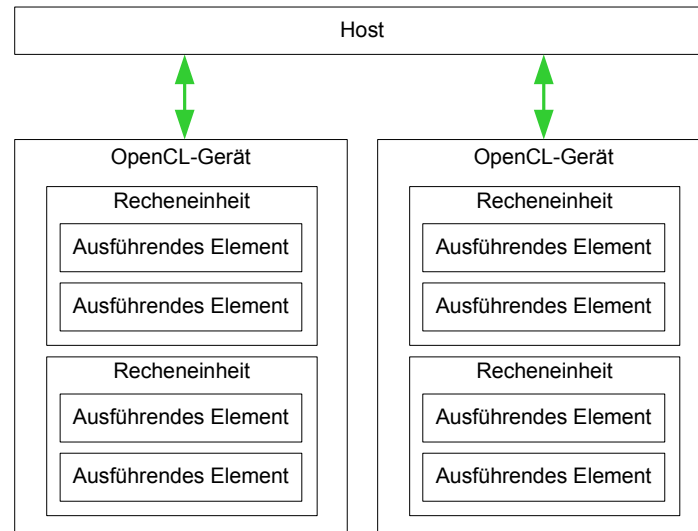 Host
OpenCL-Gerät
Recheneinheit
Ausführendes Element
Ausführendes Element
Recheneinheit
Ausführendes Element
Ausführendes Element
OpenCL-Gerät
Recheneinheit
Ausführendes Element
Ausführendes Element
Recheneinheit
Ausführendes Element
Ausführendes Element